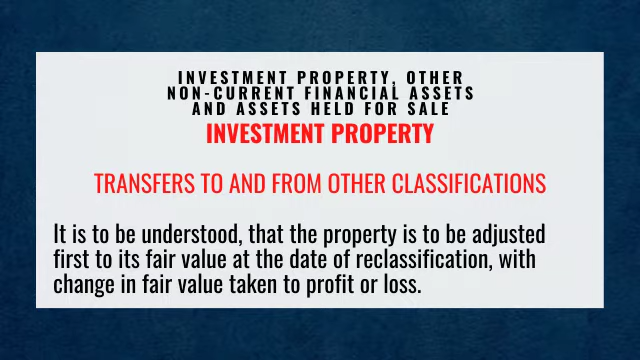 INVESTMENT PROPERTY, OTHER
NON-CURRENT FINANCIAL ASSETS
AND ASSETS HELD FOR SALE
INVESTMENT PROPERTY
TRANSFERS TO AND FROM OTHER CLASSIFICATIONS
It is to be understood, that the property is to be adjusted
first to its fair value at the date of reclassification, with
change in fair value taken to profit or loss.